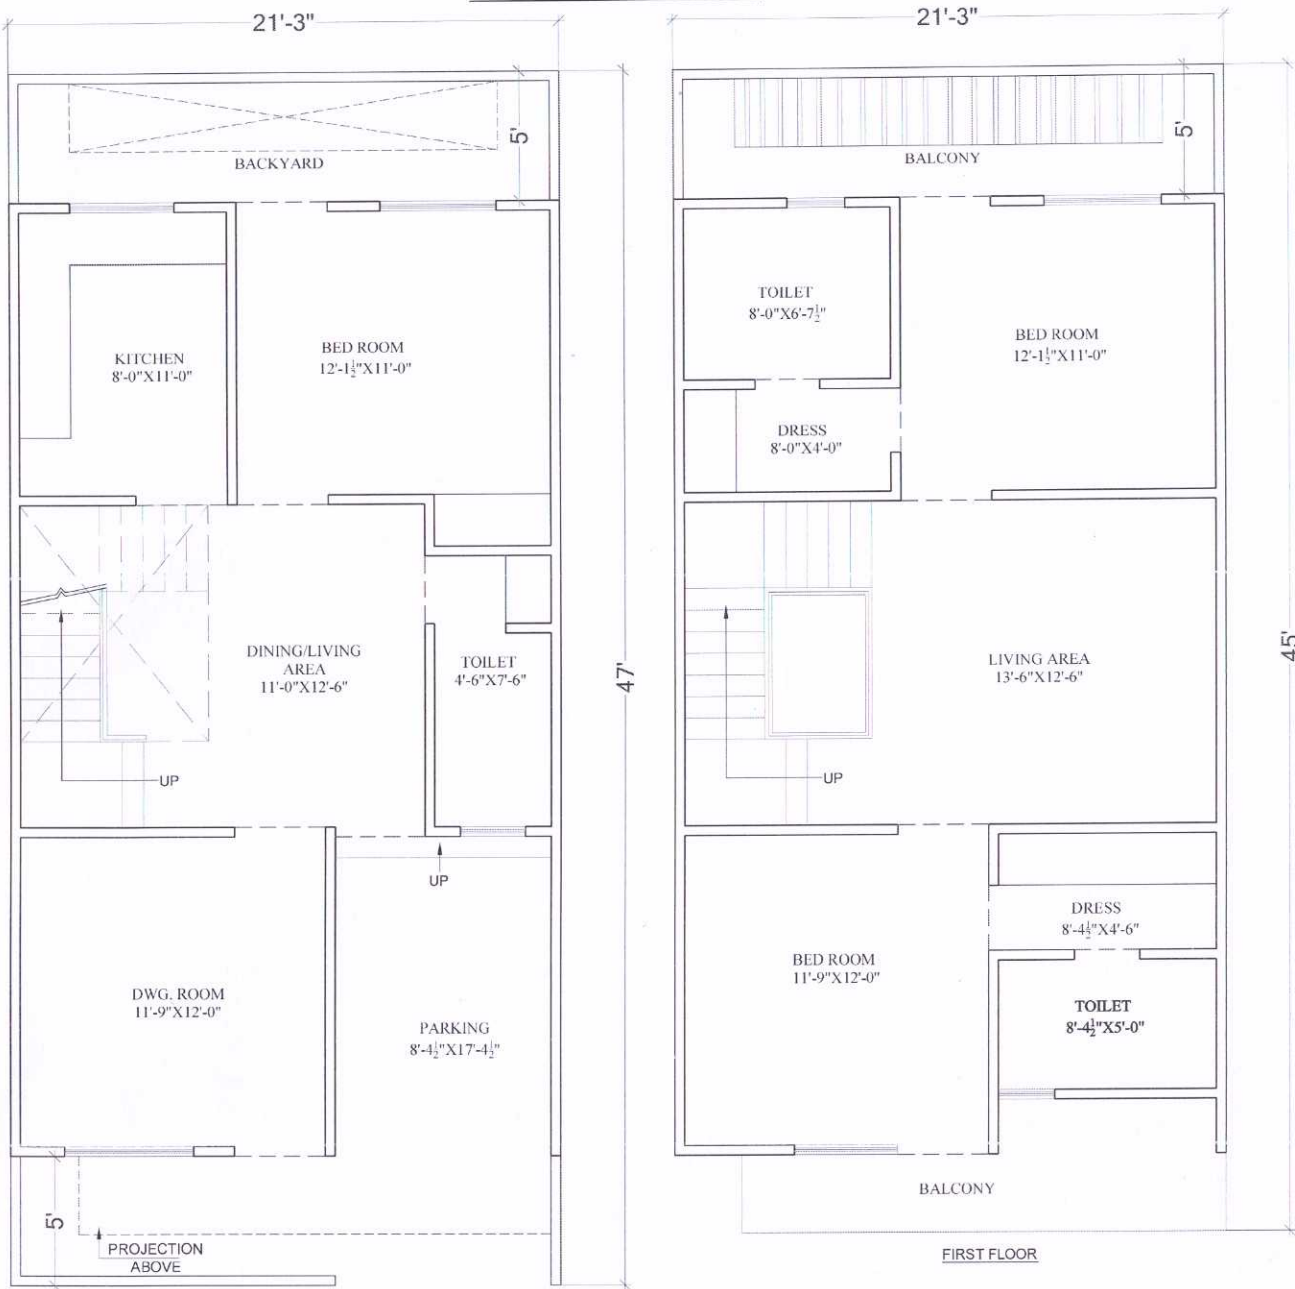 21'-3"
5'
BACKYARD
KITCHEN
8'-0"X11'-0"
BED ROOM
12'-1½"X11'-0"
DINING/LIVING
AREA
11'-0"X12'-6"
TOILET
4'-6"X7'-6"
UP
UP
DWG. ROOM
11'-9"X12'-0"
PARKING
8'-4½"X17'-4½"
5'
PROJECTION
ABOVE
47'
21'-3"
5'
BALCONY
TOILET
8'-0"X6'-7½"
BED ROOM
12'-1½"X11'-0"
DRESS
8'-0"X4'-0"
LIVING AREA
13'-6"X12'-6"
UP
DRESS
8'-4½"X4'-6"
BED ROOM
11'-9"X12'-0"
TOILET
8'-4½"X5'-0"
BALCONY
45'
FIRST FLOOR